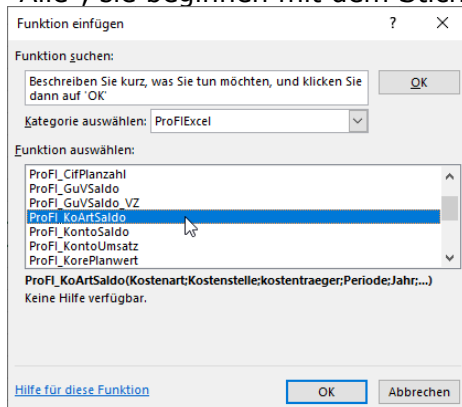 "Alle", sie beginnen mit dem Stich
Funktion einfügen ? ×
Funktion suchen:
Beschreiben Sie kurz, was Sie tun möchten, und klicken Sie
dann auf 'OK'
OK
Kategorie auswählen: ProFIExcel
Funktion auswählen:
ProFI_CifPlanzahl
ProFI_GuVSaldo
ProFI_GuVSaldo_VZ
ProFI_KoArtSaldo
ProFI_KontoSaldo
ProFI_KontoUmsatz
ProFI_KorePlanwert
ProFI_KoArtSaldo(Kostenart;Kostenstelle;kostentraeger;Periode;Jahr;...)
Keine Hilfe verfügbar.
Hilfe für diese Funktion
OK
Abbrechen